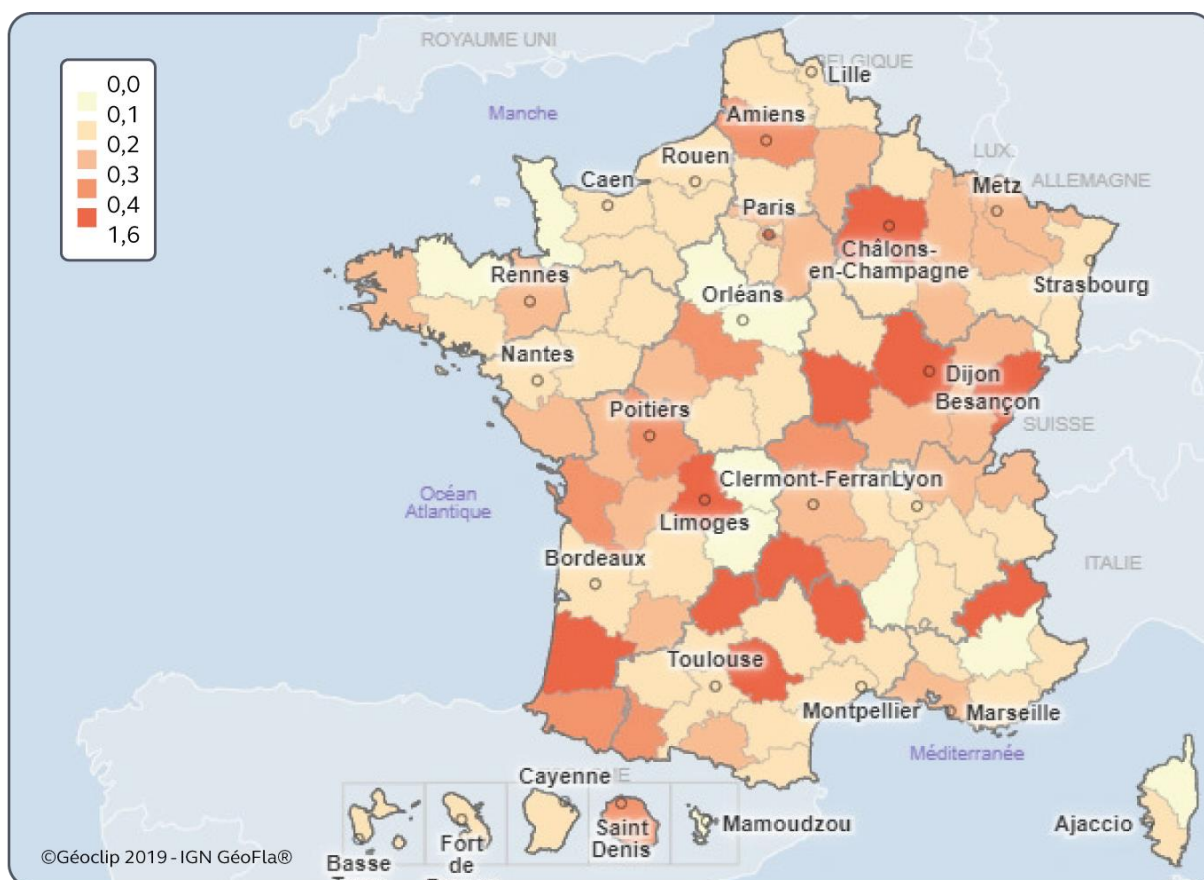 ROYAUME UNI
BELGIQUE
Lille
0,0
0,1
0,2
0,3
0,4
1,6
Manche
Amiens
Rouen
LUX.
Caen
Metz
ALLEMAGNE
Paris
Châlons-
en-Champagne
Rennes
Strasbourg
Orléans
Nantes
Dijon
Besançon
Poitiers
SUISSE
Clermont-Ferran
Lyon
Océan
Atlantique
Limoges
Bordeaux
ITALIE
Toulouse
Montpellier
Marseille
Méditerranée
Cayenne
Saint
Denis
Mamoudzou
Ajaccio
Fort
de
Basse
©Géoclip 2019 - IGN GéoFla®